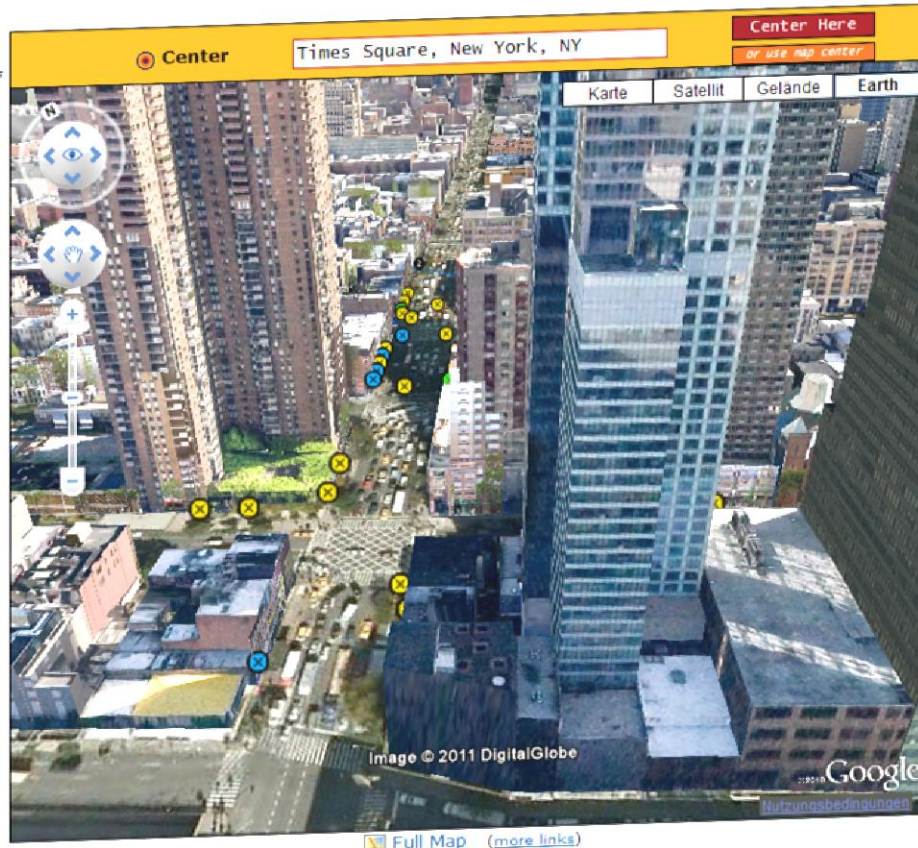 Center
Times Square, New York, NY
Center Here
or use map center
Karte
Satellit
Gelände
Earth
N
Image © 2011 DigitalGlobe
©2010 Google
Nutzungsbedingungen
Full Map (more links)